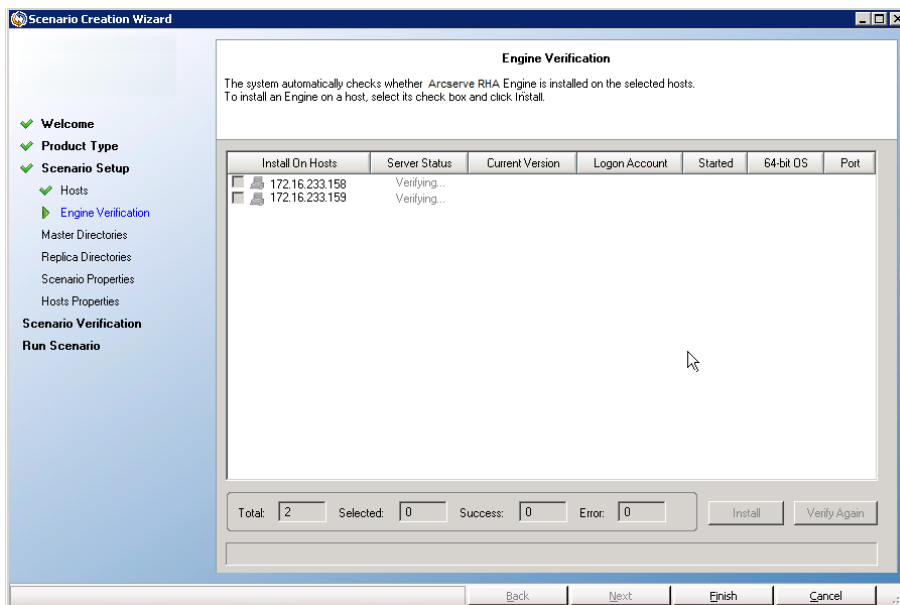 Scenario Creation Wizard
Welcome
Product Type
Scenario Setup
Hosts
Engine Verification
Master Directories
Replica Directories
Scenario Properties
Hosts Properties
Scenario Verification
Run Scenario
Engine Verification
The system automatically checks whether Arcserve RHA Engine is installed on the selected hosts.
To install an Engine on a host, select its check box and click Install.
Install On Hosts Server Status Current Version Logon Account Started 64-bit OS Port
172.16.233.158 Verifying...
172.16.233.159 Verifying...
Total: 2 Selected: 0 Success: 0 Error: 0 Install Verify Again
Back Next Finish Cancel